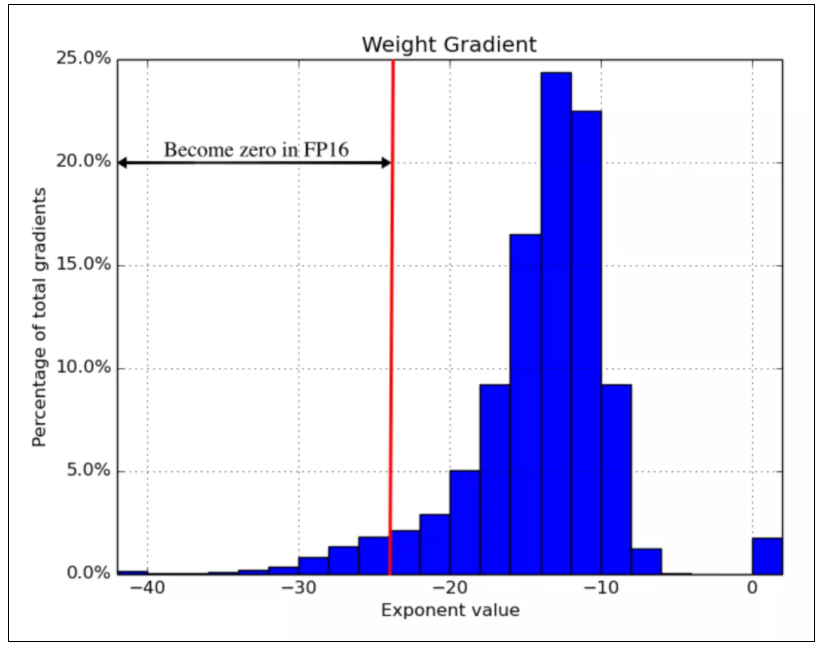 Weight Gradient
25.0%
Become zero in FP16
20.0%
15.0%
10.0%
5.0%
0.0%
Percentage of total gradients
−40 −30 −20 −10 0
Exponent value